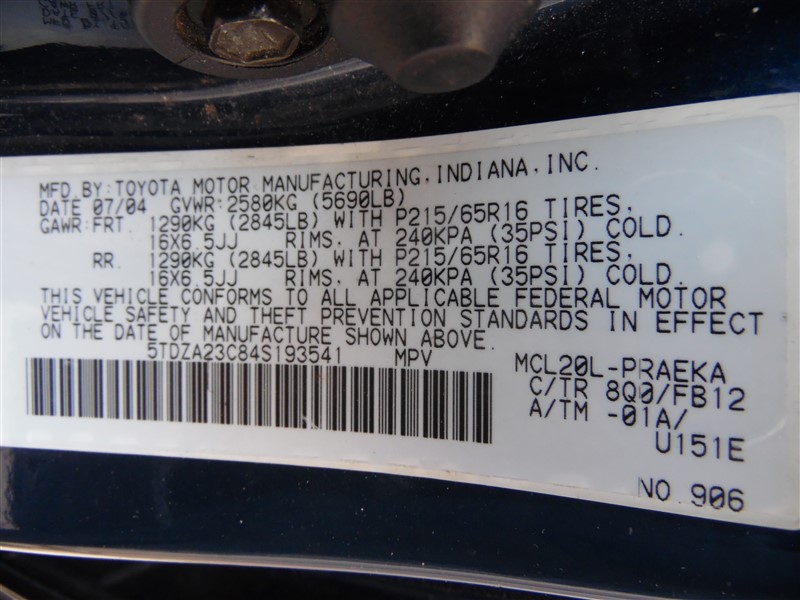 MFD.BY:TOYOTA MOTOR MANUFACTURING,INDIANA,INC.
DATE 07/04 GVWR:2580KG (5690LB)
GAWR:FRT. 1290KG (2845LB) WITH P215/65R16 TIRES,
16X6.5JJ RIMS, AT 240KPA (35PSI) COLD.
RR. 1290KG (2845LB) WITH P215/65R16 TIRES,
16X6.5JJ RIMS, AT 240KPA (35PSI) COLD.
THIS VEHICLE CONFORMS TO ALL APPLICABLE FEDERAL MOTOR
VEHICLE SAFETY AND THEFT PREVENTION STANDARDS IN EFFECT
ON THE DATE OF MANUFACTURE SHOWN ABOVE.
5TDZA23C84S193541 MPV
MCL20L-PRAEKA
C/TR 8Q0/FB12
A/TM -01A/
U151E
NO.906